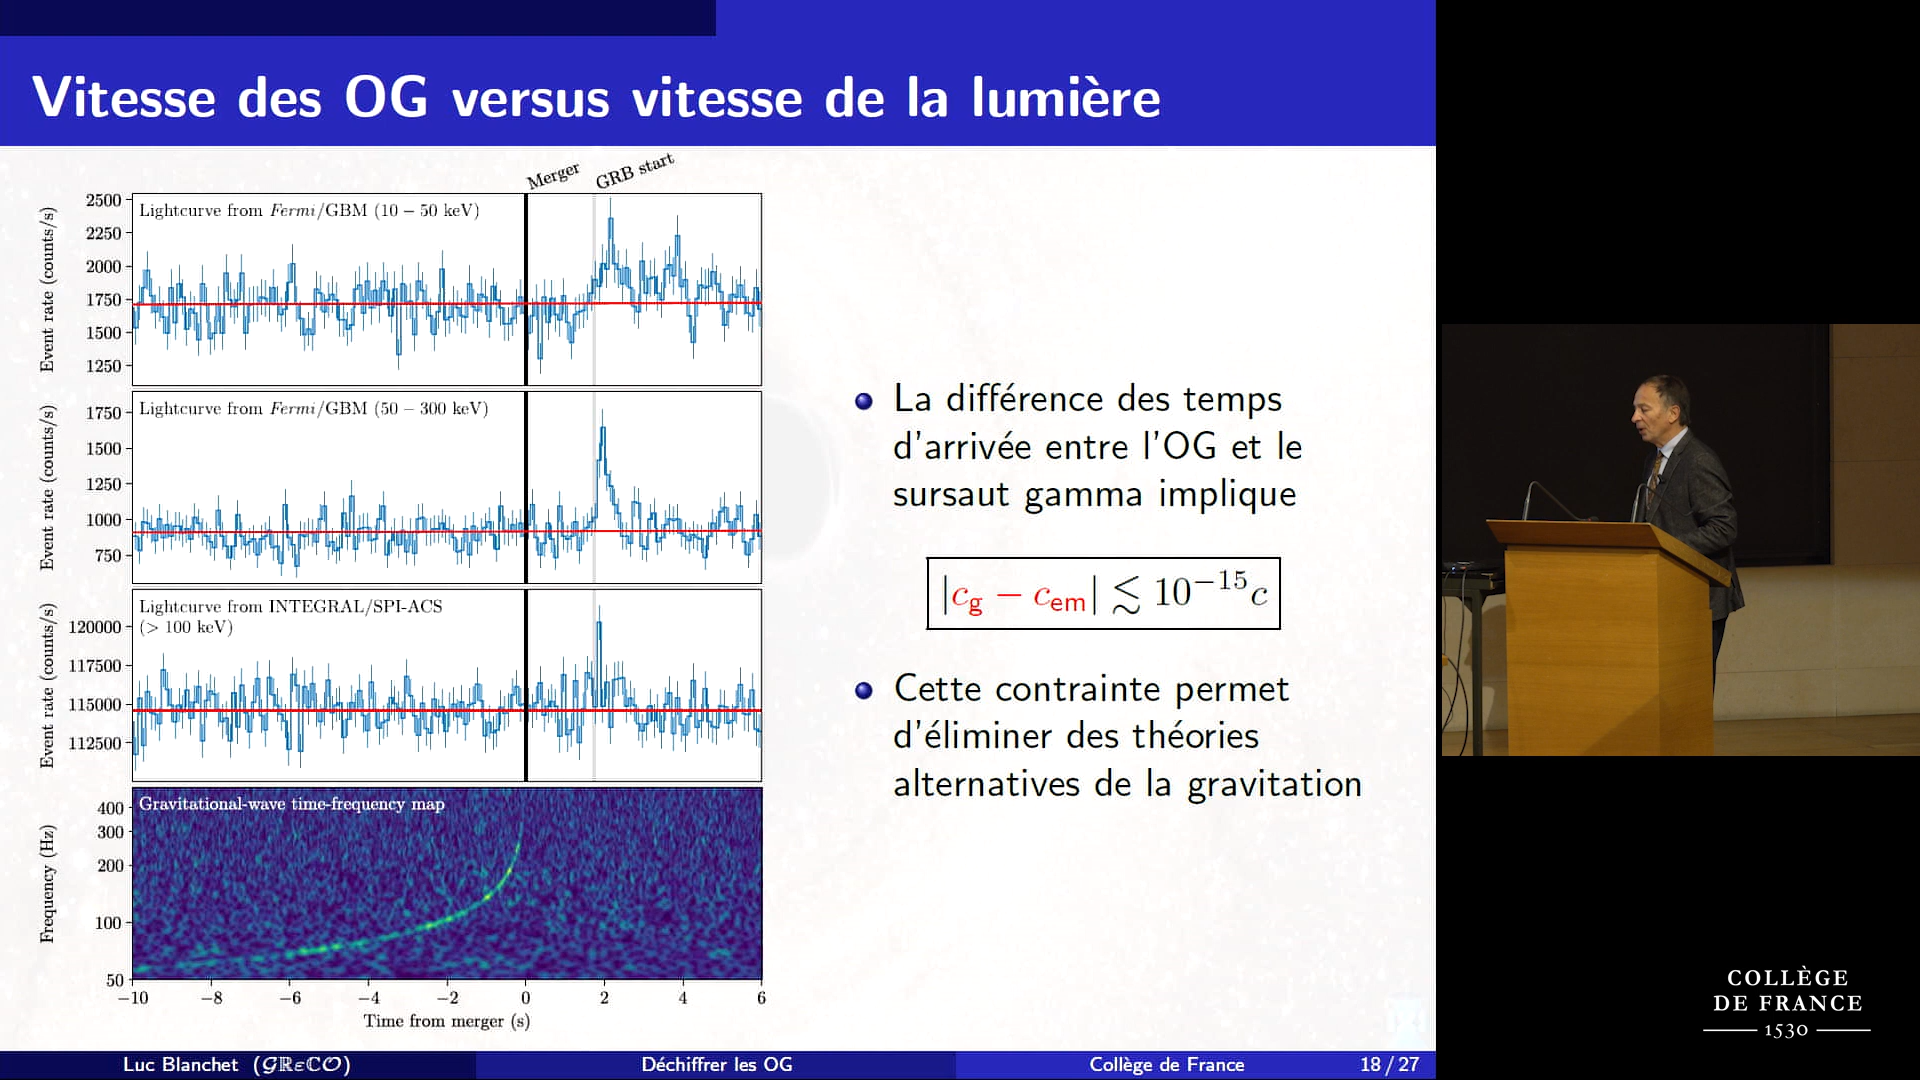 Vitesse des OG versus vitesse de la lumière
Merger
GRB start
Lightcurve from Fermi/GBM (10 – 50 keV)
Event rate (counts/s)
2500
2250
2000
1750
1500
1250
Lightcurve from Fermi/GBM (50 – 300 keV)
Event rate (counts/s)
1750
1500
1250
1000
750
Lightcurve from INTEGRAL/SPI-ACS
(> 100 keV)
Event rate (counts/s)
120000
117500
115000
112500
Gravitational-wave time-frequency map
Frequency (Hz)
400
300
200
100
50
−10 −8 −6 −4 −2 0 2 4 6
Time from merger (s)
La différence des temps
d'arrivée entre l'OG et le
sursaut gamma implique
|c_g − c_em| ≲ 10^{−15}c
Cette contrainte permet
d'éliminer des théories
alternatives de la gravitation
Luc Blanchet (𝒢ℝεℂ𝒪)
Déchiffrer les OG
Collège de France
18 / 27
COLLÈGE
DE FRANCE
1530